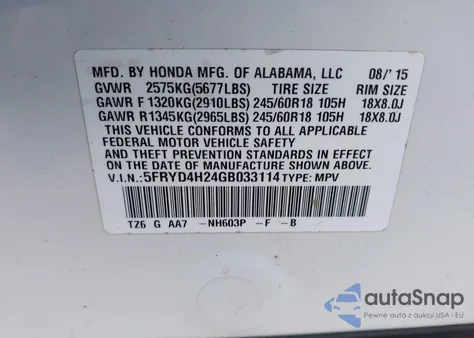 MFD. BY HONDA MFG. OF ALABAMA, LLC 08/' 15
GVWR 2575KG(5677LBS) TIRE SIZE RIM SIZE
GAWR F 1320KG(2910LBS) 245/60R18 105H 18X8.0J
GAWR R 1345KG(2965LBS) 245/60R18 105H 18X8.0J
THIS VEHICLE CONFORMS TO ALL APPLICABLE
FEDERAL MOTOR VEHICLE SAFETY
STANDARDS AND THEFT PREVENTION STANDARDS IN EFFECT
ON THE DATE OF MANUFACTURE SHOWN ABOVE.
V.I.N.: 5FRYD4H24GB033114 TYPE: MPV
TZ6 G AA7 -NH603P -F -B
autoSnap
Pewne auta z aukcji USA - EU